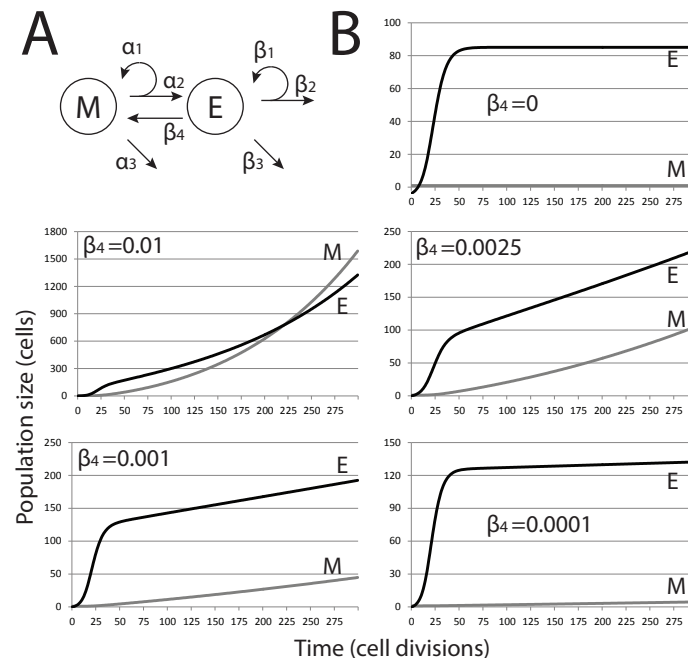 A
B
α1
α2
α3
M
E
β1
β2
β3
β4
100
80
60
40
20
0
0 25 50 75 100 125 150 175 200 225 250 275
E
M
β4=0
1800
1500
1200
900
600
300
0
0 25 50 75 100 125 150 175 200 225 250 275
β4=0.01
M
E
250
200
150
100
50
0
0 25 50 75 100 125 150 175 200 225 250 275
β4=0.0025
E
M
250
200
150
100
50
0
0 25 50 75 100 125 150 175 200 225 250 275
β4=0.001
E
M
150
120
90
60
30
0
0 25 50 75 100 125 150 175 200 225 250 275
E
β4=0.0001
M
Population size (cells)
Time (cell divisions)